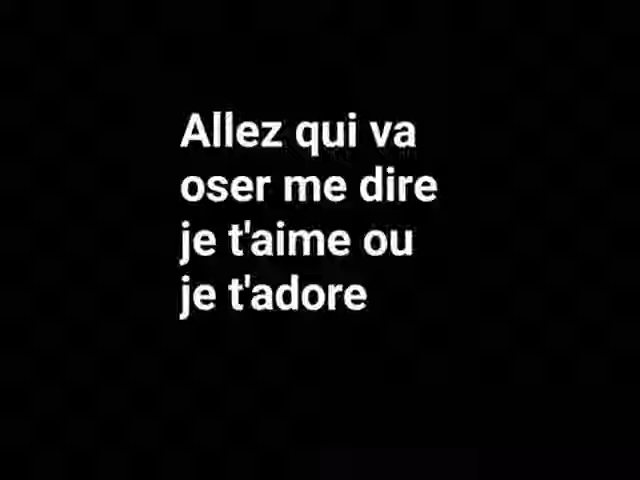 Allez qui va
oser me dire
je t'aime ou
je t'adore